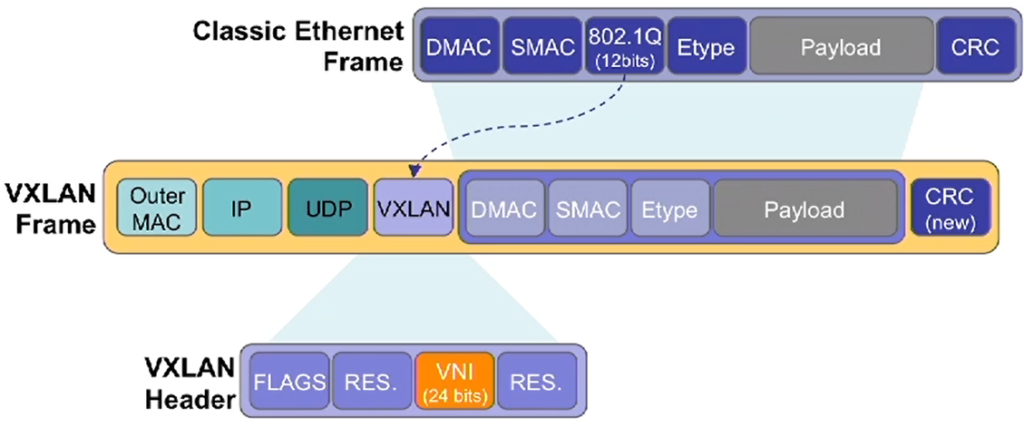 Classic Ethernet
Frame
DMAC
SMAC
802.1Q
(12bits)
Etype
Payload
CRC
VXLAN
Frame
Outer
MAC
IP
UDP
VXLAN
DMAC
SMAC
Etype
Payload
CRC
(new)
VXLAN
Header
FLAGS
RES.
VNI
(24 bits)
RES.